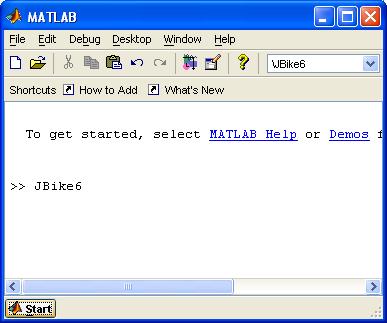 MATLAB
File Edit Debug Desktop Window Help
\JBike6
Shortcuts How to Add What's New
To get started, select MATLAB Help or Demos f
>> JBike6
Start